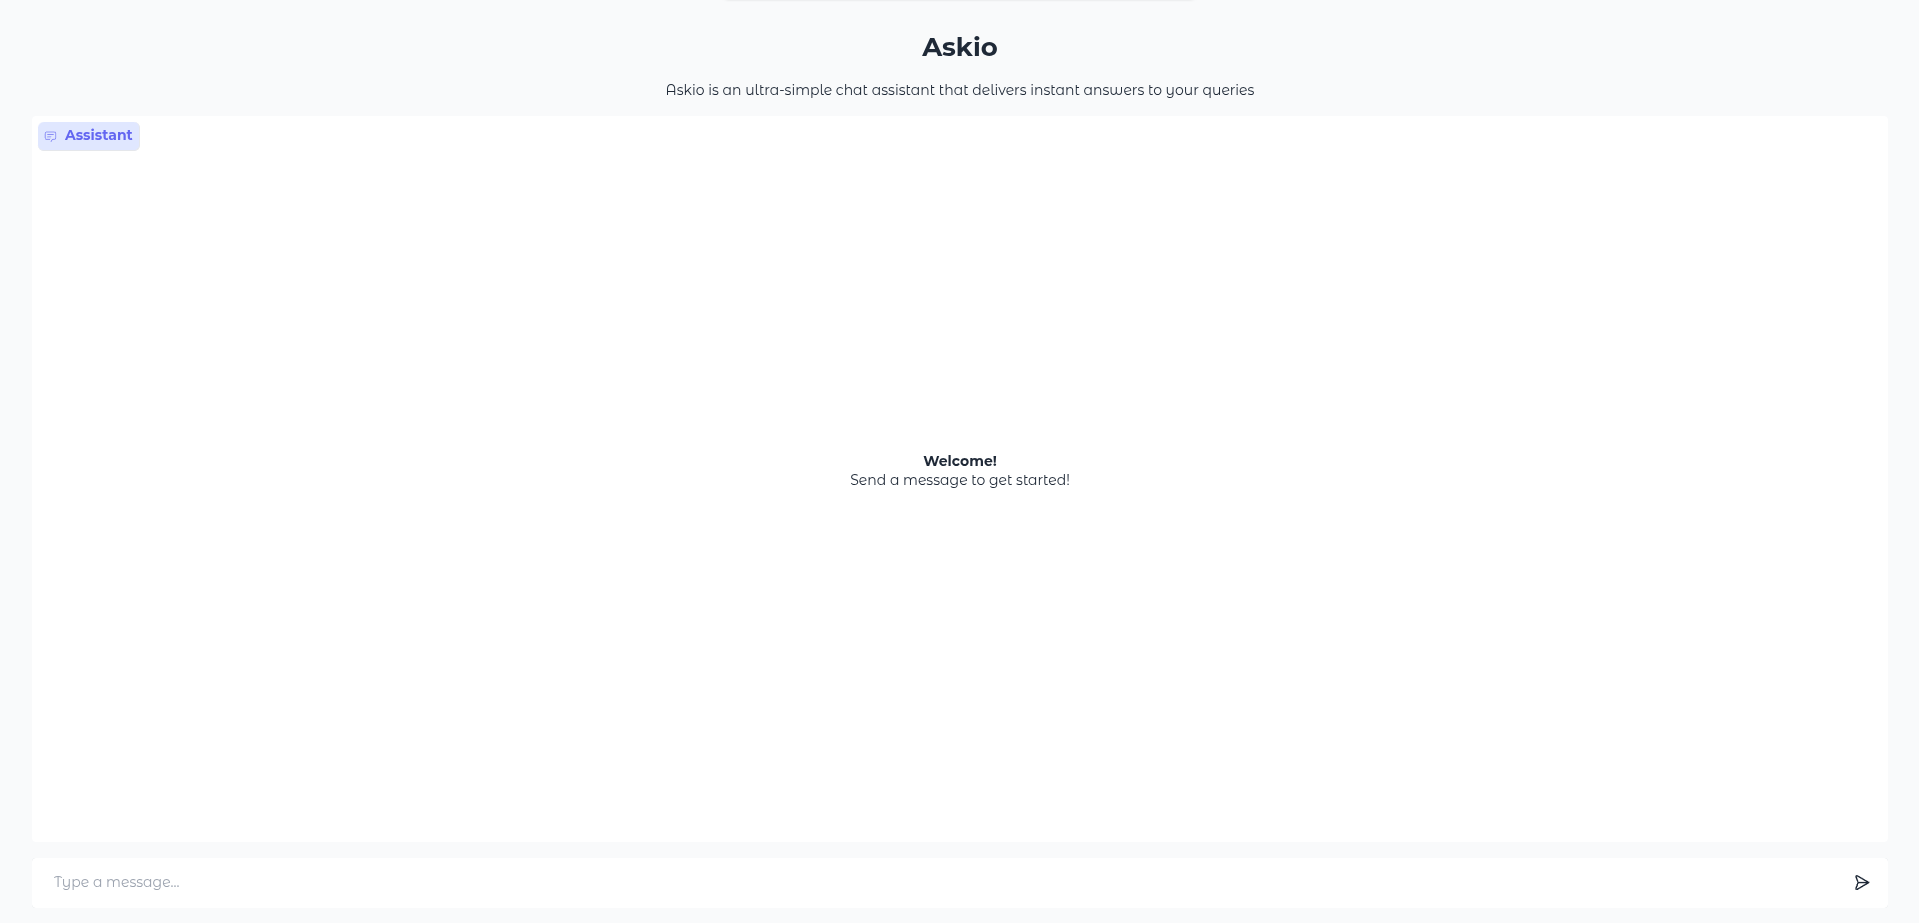 Askio
Askio is an ultra-simple chat assistant that delivers instant answers to your queries
Assistant
Welcome!
Send a message to get started!
Type a message...